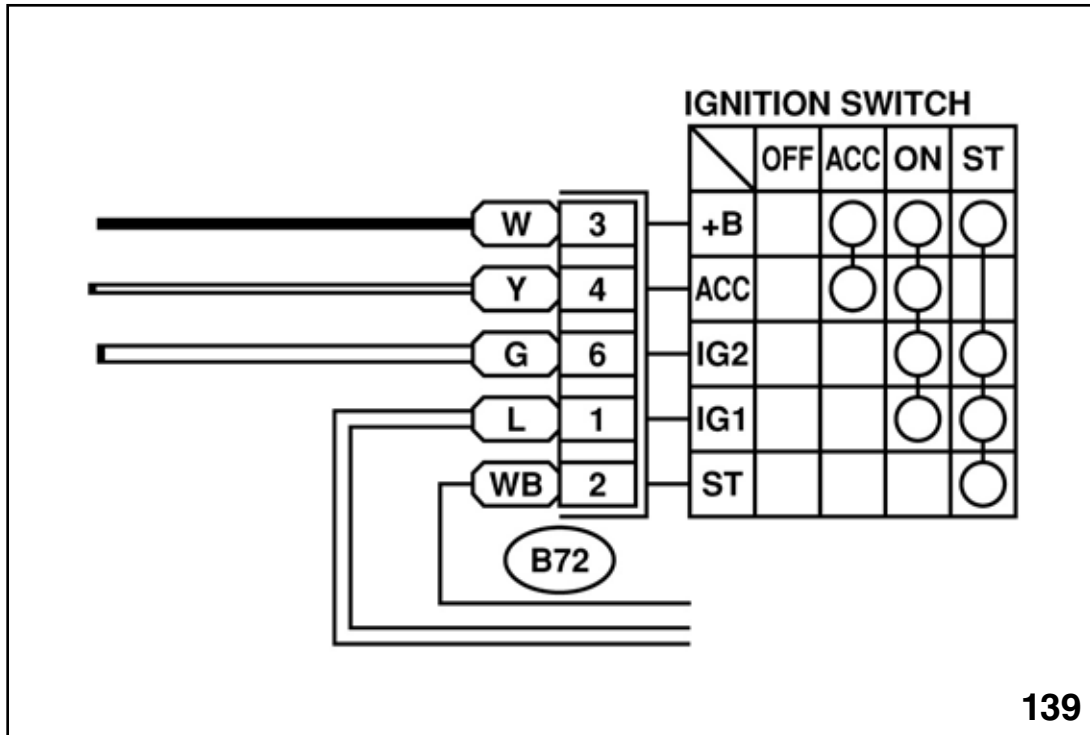 IGNITION SWITCH
OFF ACC ON ST
W 3 +B
Y 4 ACC
G 6 IG2
L 1 IG1
WB 2 ST
B72
139